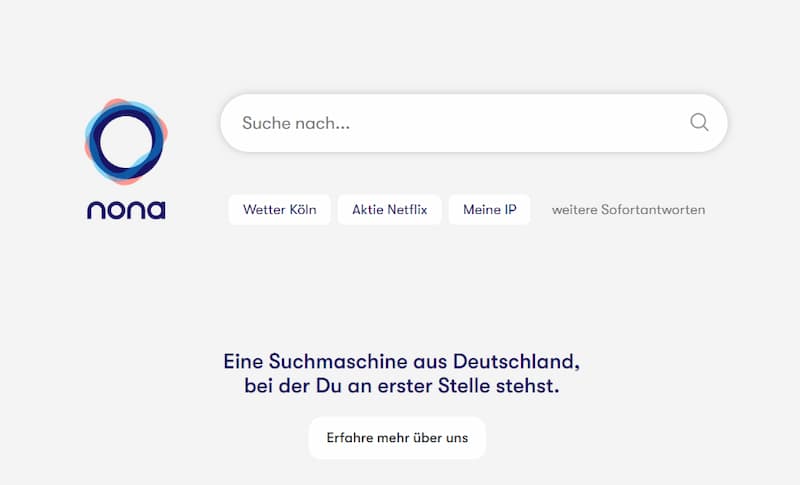 Suche nach...
nona
Wetter Köln Aktie Netflix Meine IP weitere Sofortantworten
Eine Suchmaschine aus Deutschland,
bei der Du an erster Stelle stehst.
Erfahre mehr über uns